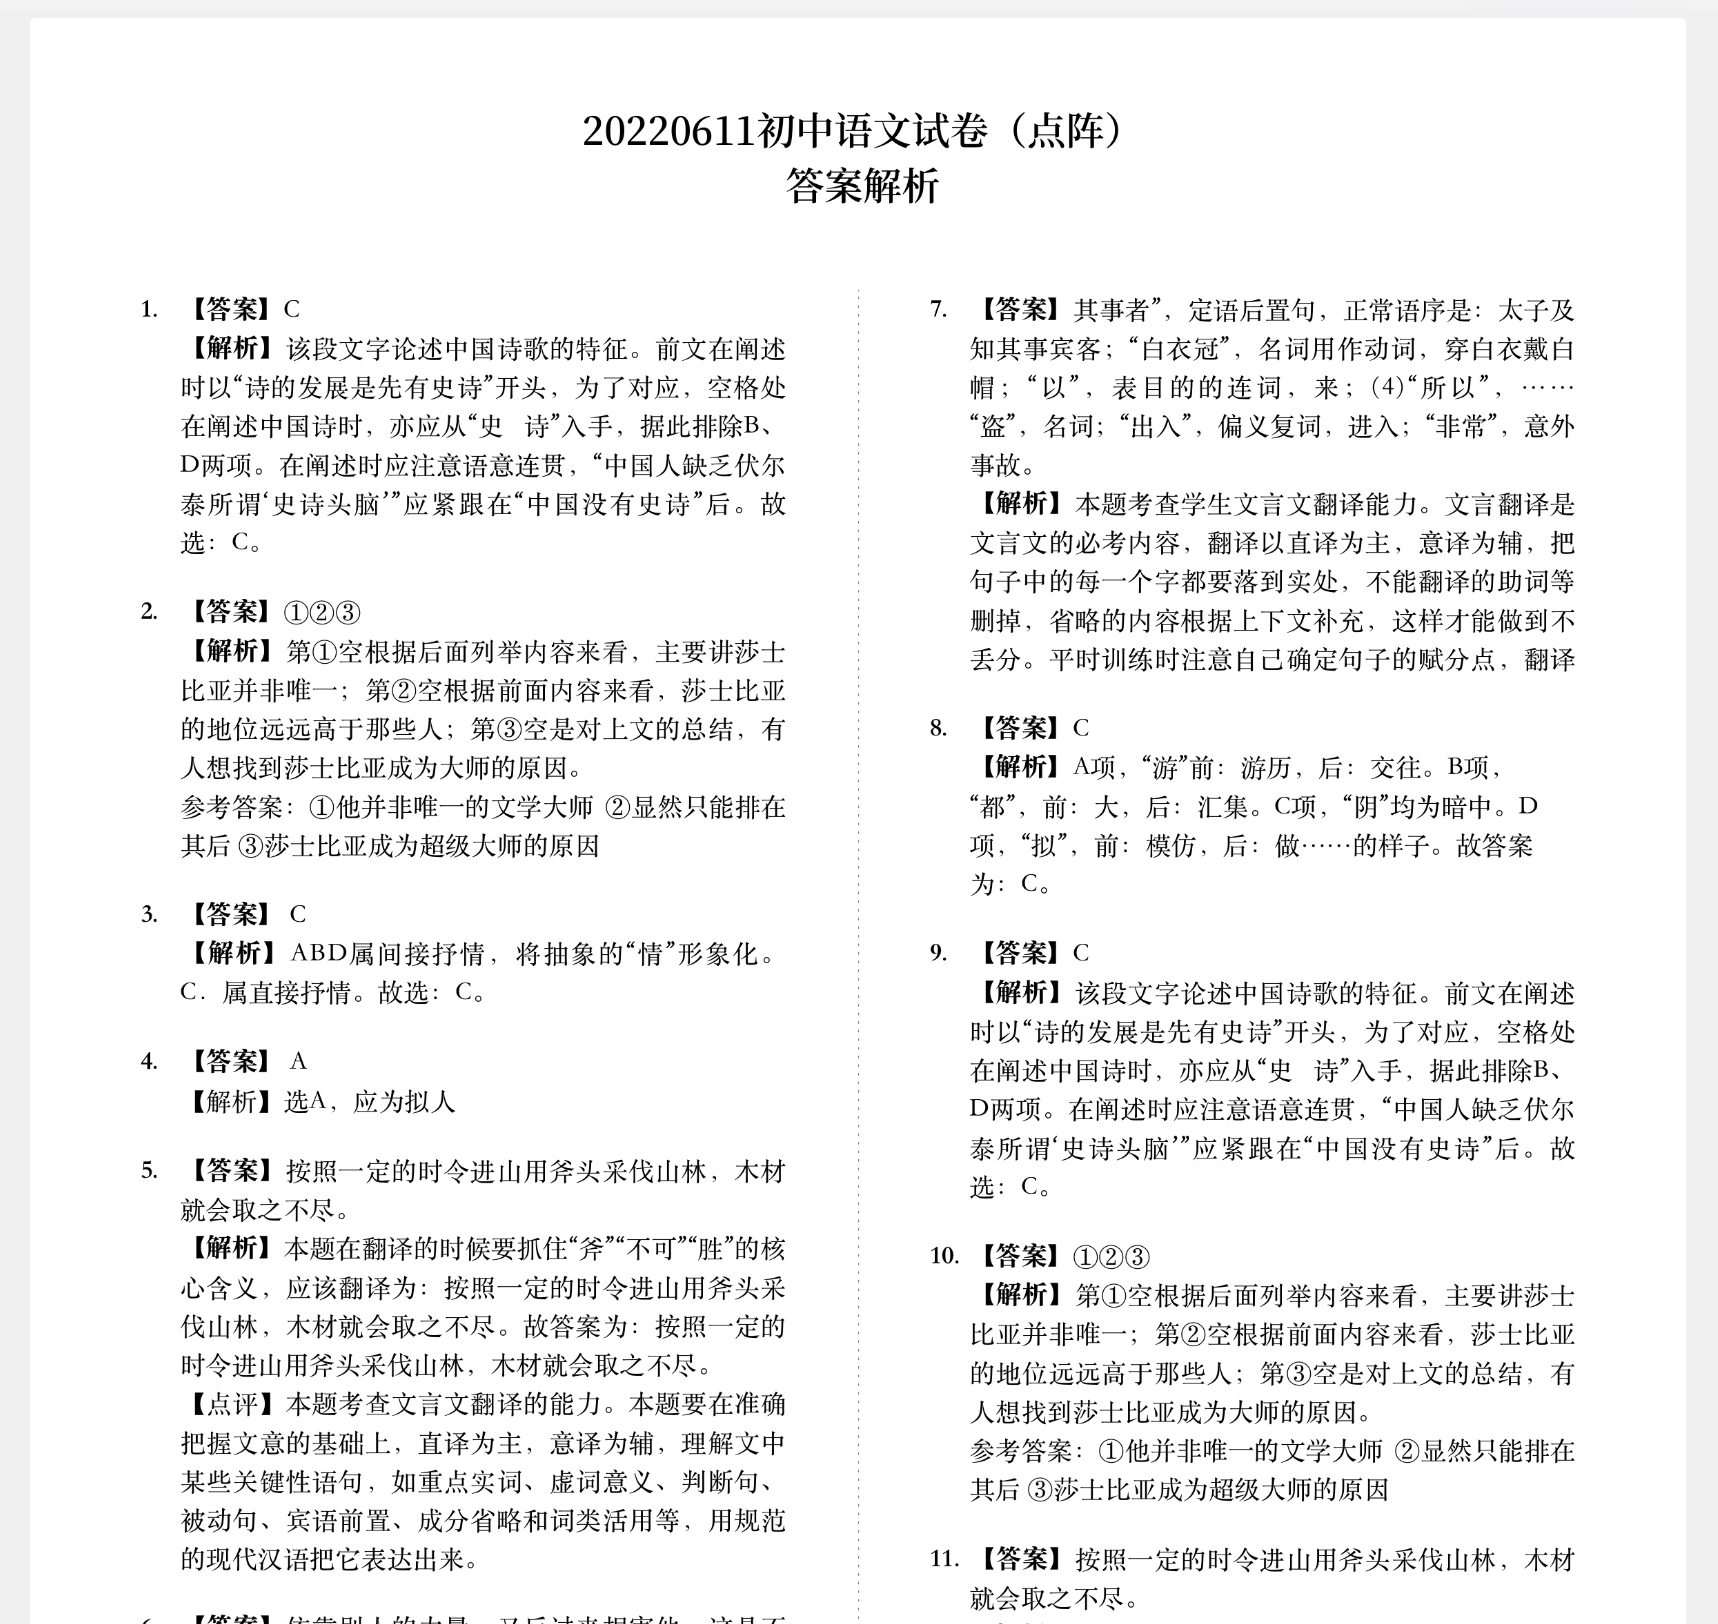 20220611初中语文试卷（点阵）
答案解析
1. 【答案】C
【解析】该段文字论述中国诗歌的特征。前文在阐述
时以“诗的发展是先有史诗”开头，为了对应，空格处
在阐述中国诗时，亦应从“史 诗”入手，据此排除B、
D两项。在阐述时应注意语意连贯，“中国人缺乏伏尔
泰所谓‘史诗头脑’”应紧跟在“中国没有史诗”后。故
选：C。
2. 【答案】①②③
【解析】第①空根据后面列举内容来看，主要讲莎士
比亚并非唯一；第②空根据前面内容来看，莎士比亚
的地位远远高于那些人；第③空是对上文的总结，有
人想找到莎士比亚成为大师的原因。
参考答案：①他并非唯一的文学大师 ②显然只能排在
其后 ③莎士比亚成为超级大师的原因
3. 【答案】 C
【解析】ABD属间接抒情，将抽象的“情”形象化。
C．属直接抒情。故选：C。
4. 【答案】 A
【解析】选A，应为拟人
5. 【答案】按照一定的时令进山用斧头采伐山林，木材
就会取之不尽。
【解析】本题在翻译的时候要抓住“斧”“不可”“胜”的核
心含义，应该翻译为：按照一定的时令进山用斧头采
伐山林，木材就会取之不尽。故答案为：按照一定的
时令进山用斧头采伐山林，木材就会取之不尽。
【点评】本题考查文言文翻译的能力。本题要在准确
把握文意的基础上，直译为主，意译为辅，理解文中
某些关键性语句，如重点实词、虚词意义、判断句、
被动句、宾语前置、成分省略和词类活用等，用规范
的现代汉语把它表达出来。
7. 【答案】其事者”，定语后置句，正常语序是：太子及
知其事宾客；“白衣冠”，名词用作动词，穿白衣戴白
帽；“以”，表目的的连词，来；（4）“所以”，……
“盗”，名词；“出入”，偏义复词，进入；“非常”，意外
事故。
【解析】本题考查学生文言文翻译能力。文言翻译是
文言文的必考内容，翻译以直译为主，意译为辅，把
句子中的每一个字都要落到实处，不能翻译的助词等
删掉，省略的内容根据上下文补充，这样才能做到不
丢分。平时训练时注意自己确定句子的赋分点，翻译
8. 【答案】C
【解析】A项，“游”前：游历，后：交往。B项，
“都”，前：大，后：汇集。C项，“阴”均为暗中。D
项，“拟”，前：模仿，后：做……的样子。故答案
为：C。
9. 【答案】C
【解析】该段文字论述中国诗歌的特征。前文在阐述
时以“诗的发展是先有史诗”开头，为了对应，空格处
在阐述中国诗时，亦应从“史 诗”入手，据此排除B、
D两项。在阐述时应注意语意连贯，“中国人缺乏伏尔
泰所谓‘史诗头脑’”应紧跟在“中国没有史诗”后。故
选：C。
10. 【答案】①②③
【解析】第①空根据后面列举内容来看，主要讲莎士
比亚并非唯一；第②空根据前面内容来看，莎士比亚
的地位远远高于那些人；第③空是对上文的总结，有
人想找到莎士比亚成为大师的原因。
参考答案：①他并非唯一的文学大师 ②显然只能排在
其后 ③莎士比亚成为超级大师的原因
11. 【答案】按照一定的时令进山用斧头采伐山林，木材
就会取之不尽。